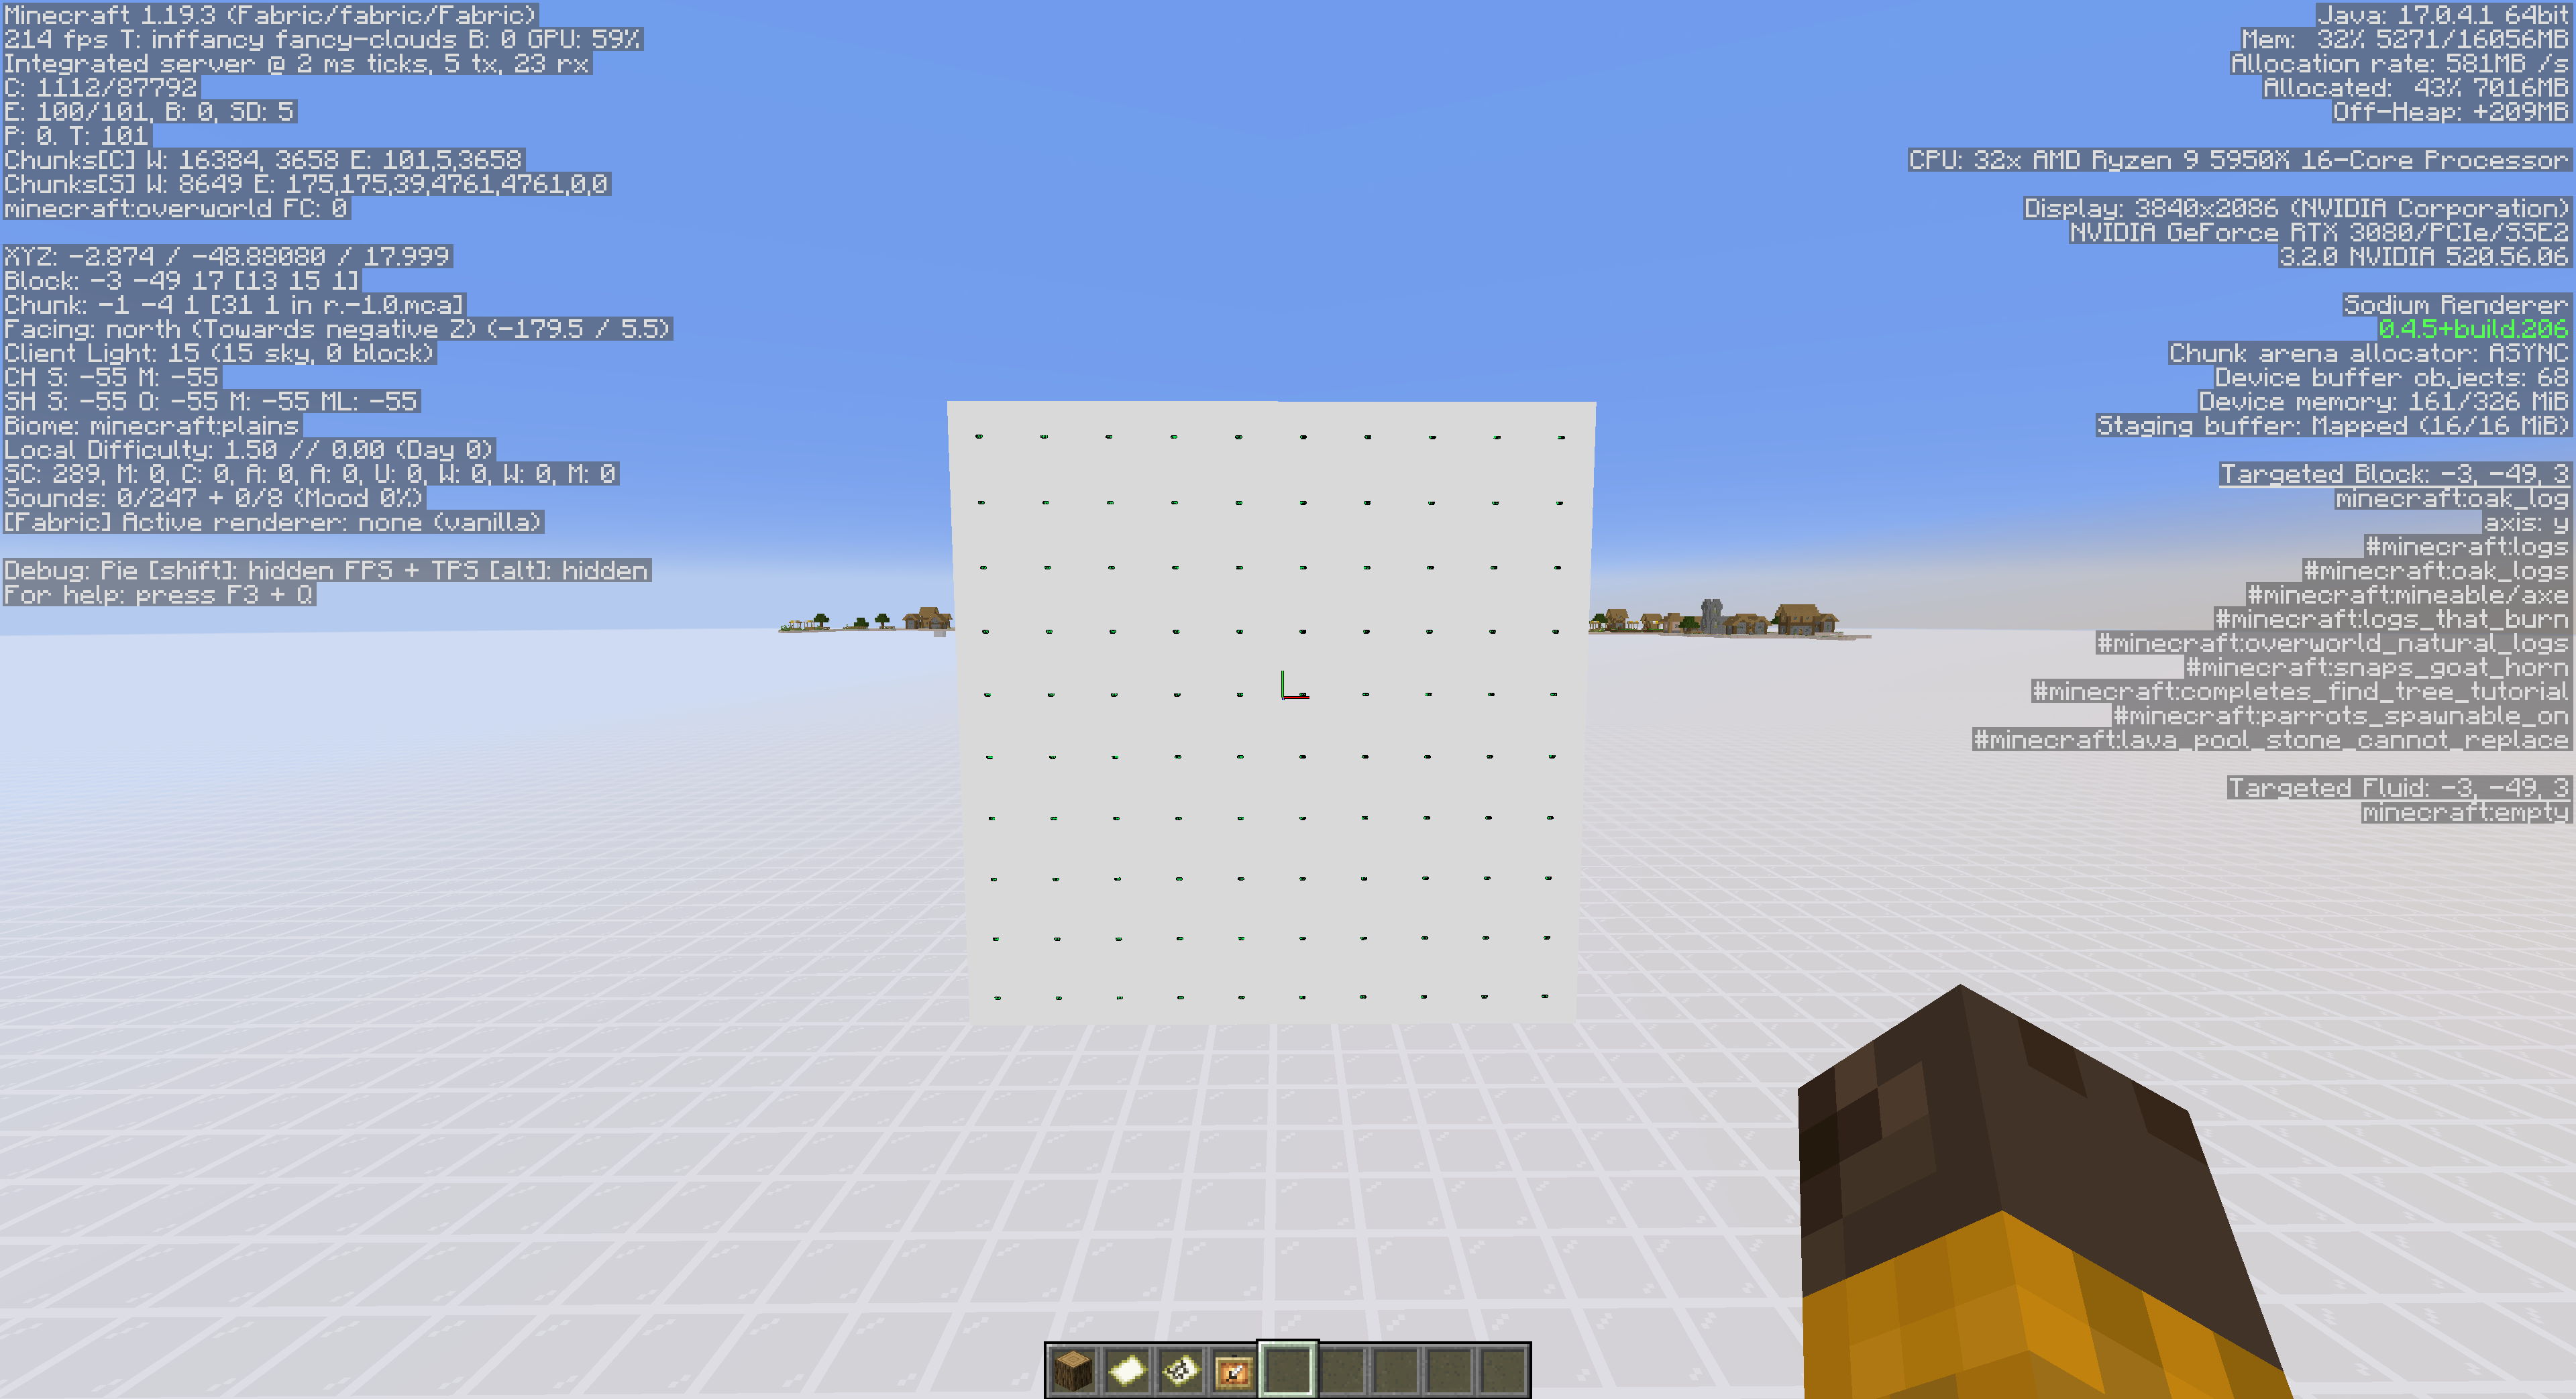 Minecraft 1.19.3 (Fabric/fabric/Fabric)
214 fps T: inffancy fancy-clouds B: 0 GPU: 59%
Integrated server @ 2 ms ticks, 5 tx, 23 rx
C: 1112/87792
E: 100/101, B: 0, SD: 5
P: 0. T: 101
Chunks[C] W: 16384, 3658 E: 101,5,3658
Chunks[S] W: 8649 E: 175,175,39,4761,4761,0,0
minecraft:overworld FC: 0
XYZ: -2.874 / -48.88080 / 17.999
Block: -3 -49 17 [13 15 1]
Chunk: -1 -4 1 [31 1 in r.-1.0.mca]
Facing: north (Towards negative Z) (-179.5 / 5.5)
Client Light: 15 (15 sky, 0 block)
CH S: -55 M: -55
SH S: -55 O: -55 M: -55 ML: -55
Biome: minecraft:plains
Local Difficulty: 1.50 // 0.00 (Day 0)
SC: 289, M: 0, C: 0, A: 0, A: 0, U: 0, W: 0, W: 0, M: 0
Sounds: 0/247 + 0/8 (Mood 0%)
[Fabric] Active renderer: none (vanilla)
Debug: Pie [shift]: hidden FPS + TPS [alt]: hidden
For help: press F3 + Q
Java: 17.0.4.1 64bit
Mem: 32% 5271/16056MB
Allocation rate: 581MB /s
Allocated: 43% 7016MB
Off-Heap: +209MB
CPU: 32x AMD Ryzen 9 5950X 16-Core Processor
Display: 3840x2086 (NVIDIA Corporation)
NVIDIA GeForce RTX 3080/PCIe/SSE2
3.2.0 NVIDIA 520.56.06
Sodium Renderer
0.4.5+build.206
Chunk arena allocator: ASYNC
Device buffer objects: 68
Device memory: 161/326 MiB
Staging buffer: Mapped (16/16 MiB)
Targeted Block: -3, -49, 3
minecraft:oak_log
axis: y
#minecraft:logs
#minecraft:oak_logs
#minecraft:mineable/axe
#minecraft:logs_that_burn
#minecraft:overworld_natural_logs
#minecraft:snaps_goat_horn
#minecraft:completes_find_tree_tutorial
#minecraft:parrots_spawnable_on
#minecraft:lava_pool_stone_cannot_replace
Targeted Fluid: -3, -49, 3
minecraft:empty